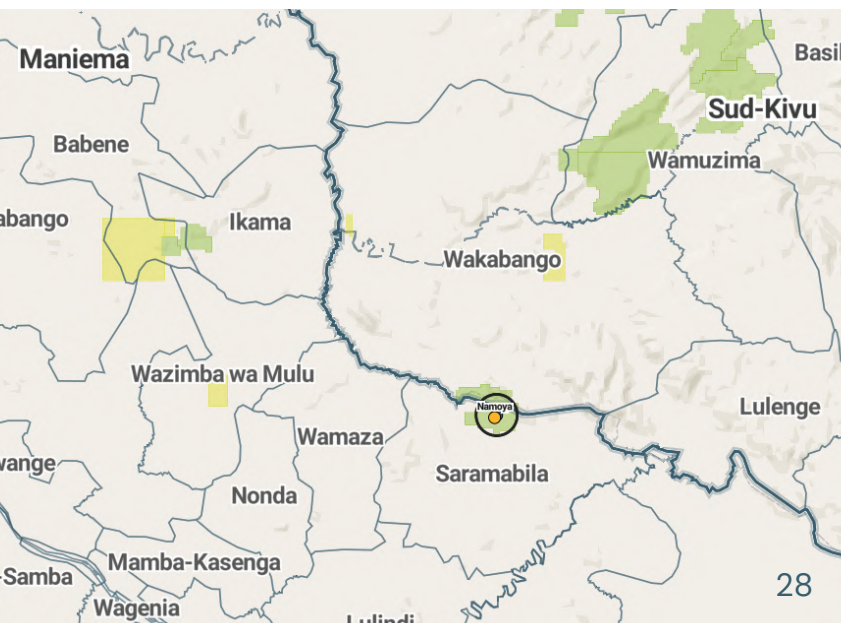 Maniema
Basil
Sud-Kivu
Babene
Wamuzima
abango
Ikama
Wakabango
Wazimba wa Mulu
Namoya
Lulenge
Wamaza
wange
Saramabila
Nonda
Mamba-Kasenga
-Samba
28
Wagenia
Lulindi